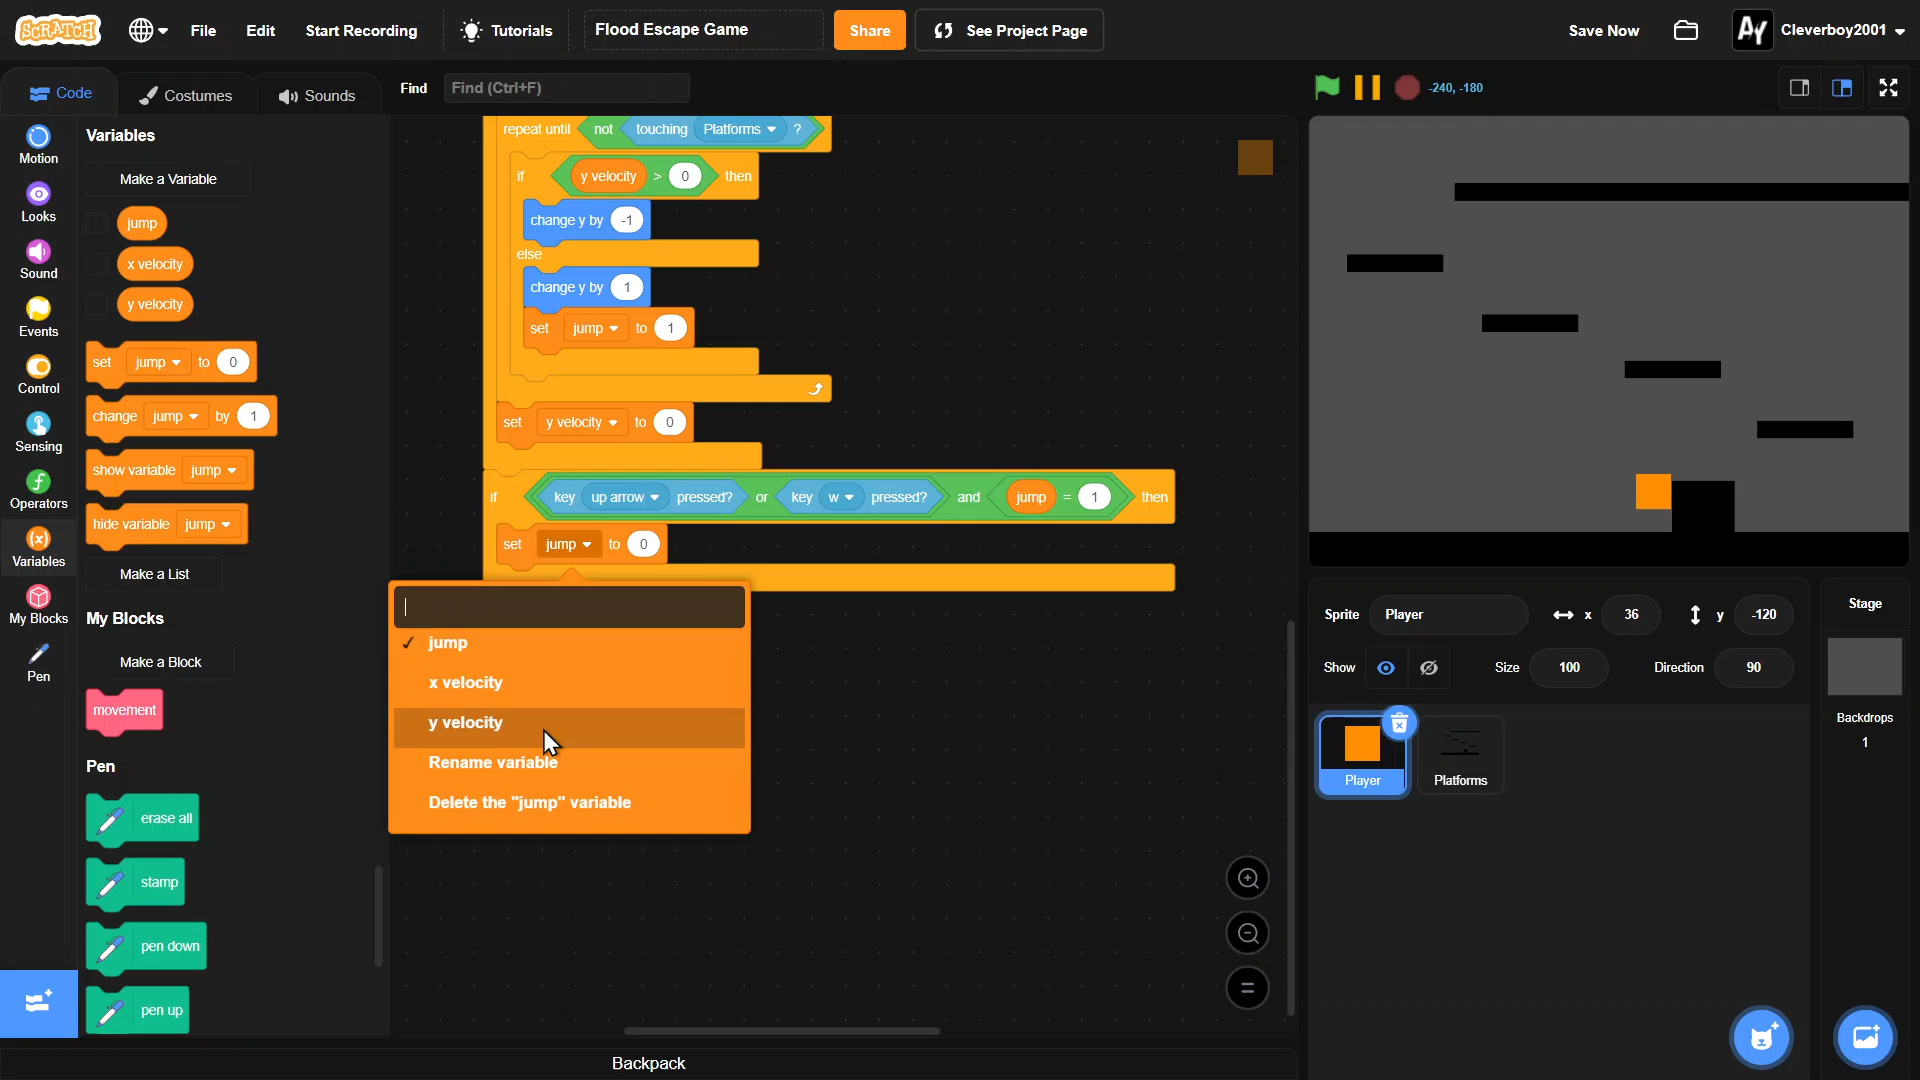 SCRATCH File Edit Start Recording Tutorials Flood Escape Game Share See Project Page Save Now Ay Cleverboy2001
Code Costumes Sounds Find Find (Ctrl+F) -240, -180
Motion
Looks
Sound
Events
Control
Sensing
Operators
Variables
My Blocks
Pen
Variables
Make a Variable
jump
x velocity
y velocity
set jump to 0
change jump by 1
show variable jump
hide variable jump
Make a List
My Blocks
Make a Block
movement
Pen
erase all
stamp
pen down
pen up
repeat until not touching Platforms ?
if y velocity > 0 then
change y by -1
else
change y by 1
set jump to 1
set y velocity to 0
if key up arrow pressed? or key w pressed? and jump = 1 then
set jump to 0
✓ jump
x velocity
y velocity
Rename variable
Delete the "jump" variable
Backpack
Sprite Player x 36 y -120
Show Size 100 Direction 90
Player
Platforms
Stage
Backdrops
1